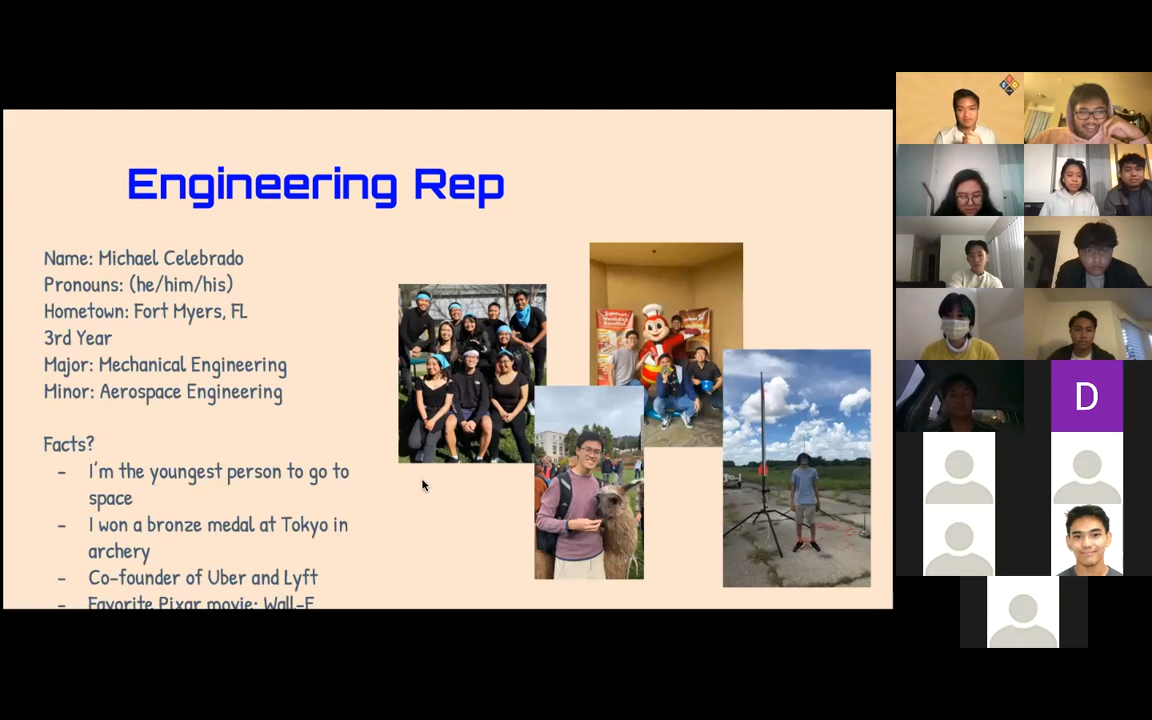 Engineering Rep
Name: Michael Celebrado
Pronouns: (he/him/his)
Hometown: Fort Myers, FL
3rd Year
Major: Mechanical Engineering
Minor: Aerospace Engineering
Facts?
- I'm the youngest person to go to
space
- I won a bronze medal at Tokyo in
archery
- Co-founder of Uber and Lyft
- Favorite Pixar movie: Wall-E
D